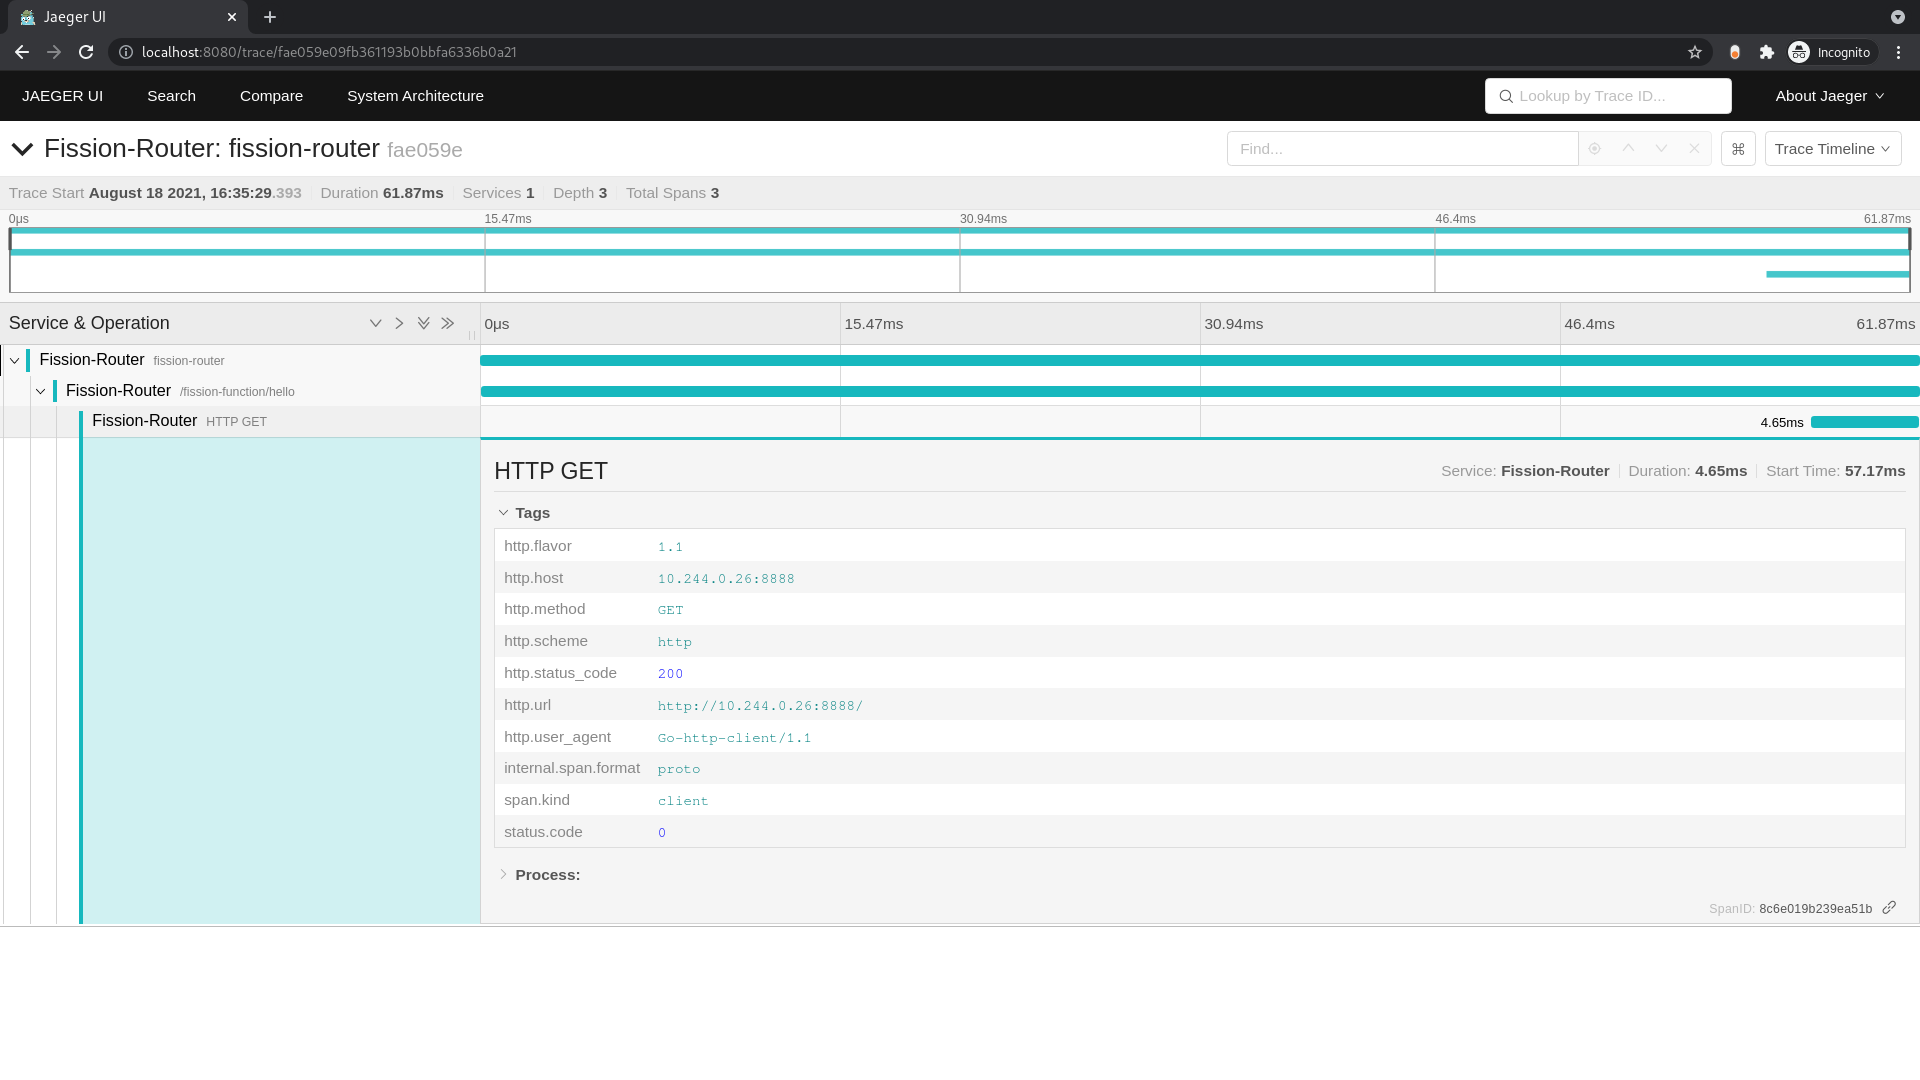 Jaeger UI
localhost:8080/trace/fae059e09fb361193b0bbfa6336b0a21
Incognito
JAEGER UI Search Compare System Architecture Lookup by Trace ID... About Jaeger
Fission-Router: fission-router fae059e Find... ⌘ Trace Timeline
Trace Start August 18 2021, 16:35:29.393 Duration 61.87ms Services 1 Depth 3 Total Spans 3
0μs 15.47ms 30.94ms 46.4ms 61.87ms
Service & Operation 0μs 15.47ms 30.94ms 46.4ms 61.87ms
Fission-Router fission-router
Fission-Router /fission-function/hello
Fission-Router HTTP GET 4.65ms
HTTP GET Service: Fission-Router Duration: 4.65ms Start Time: 57.17ms
Tags
http.flavor 1.1
http.host 10.244.0.26:8888
http.method GET
http.scheme http
http.status_code 200
http.url http://10.244.0.26:8888/
http.user_agent Go-http-client/1.1
internal.span.format proto
span.kind client
status.code 0
Process:
SpanID: 8c6e019b239ea51b